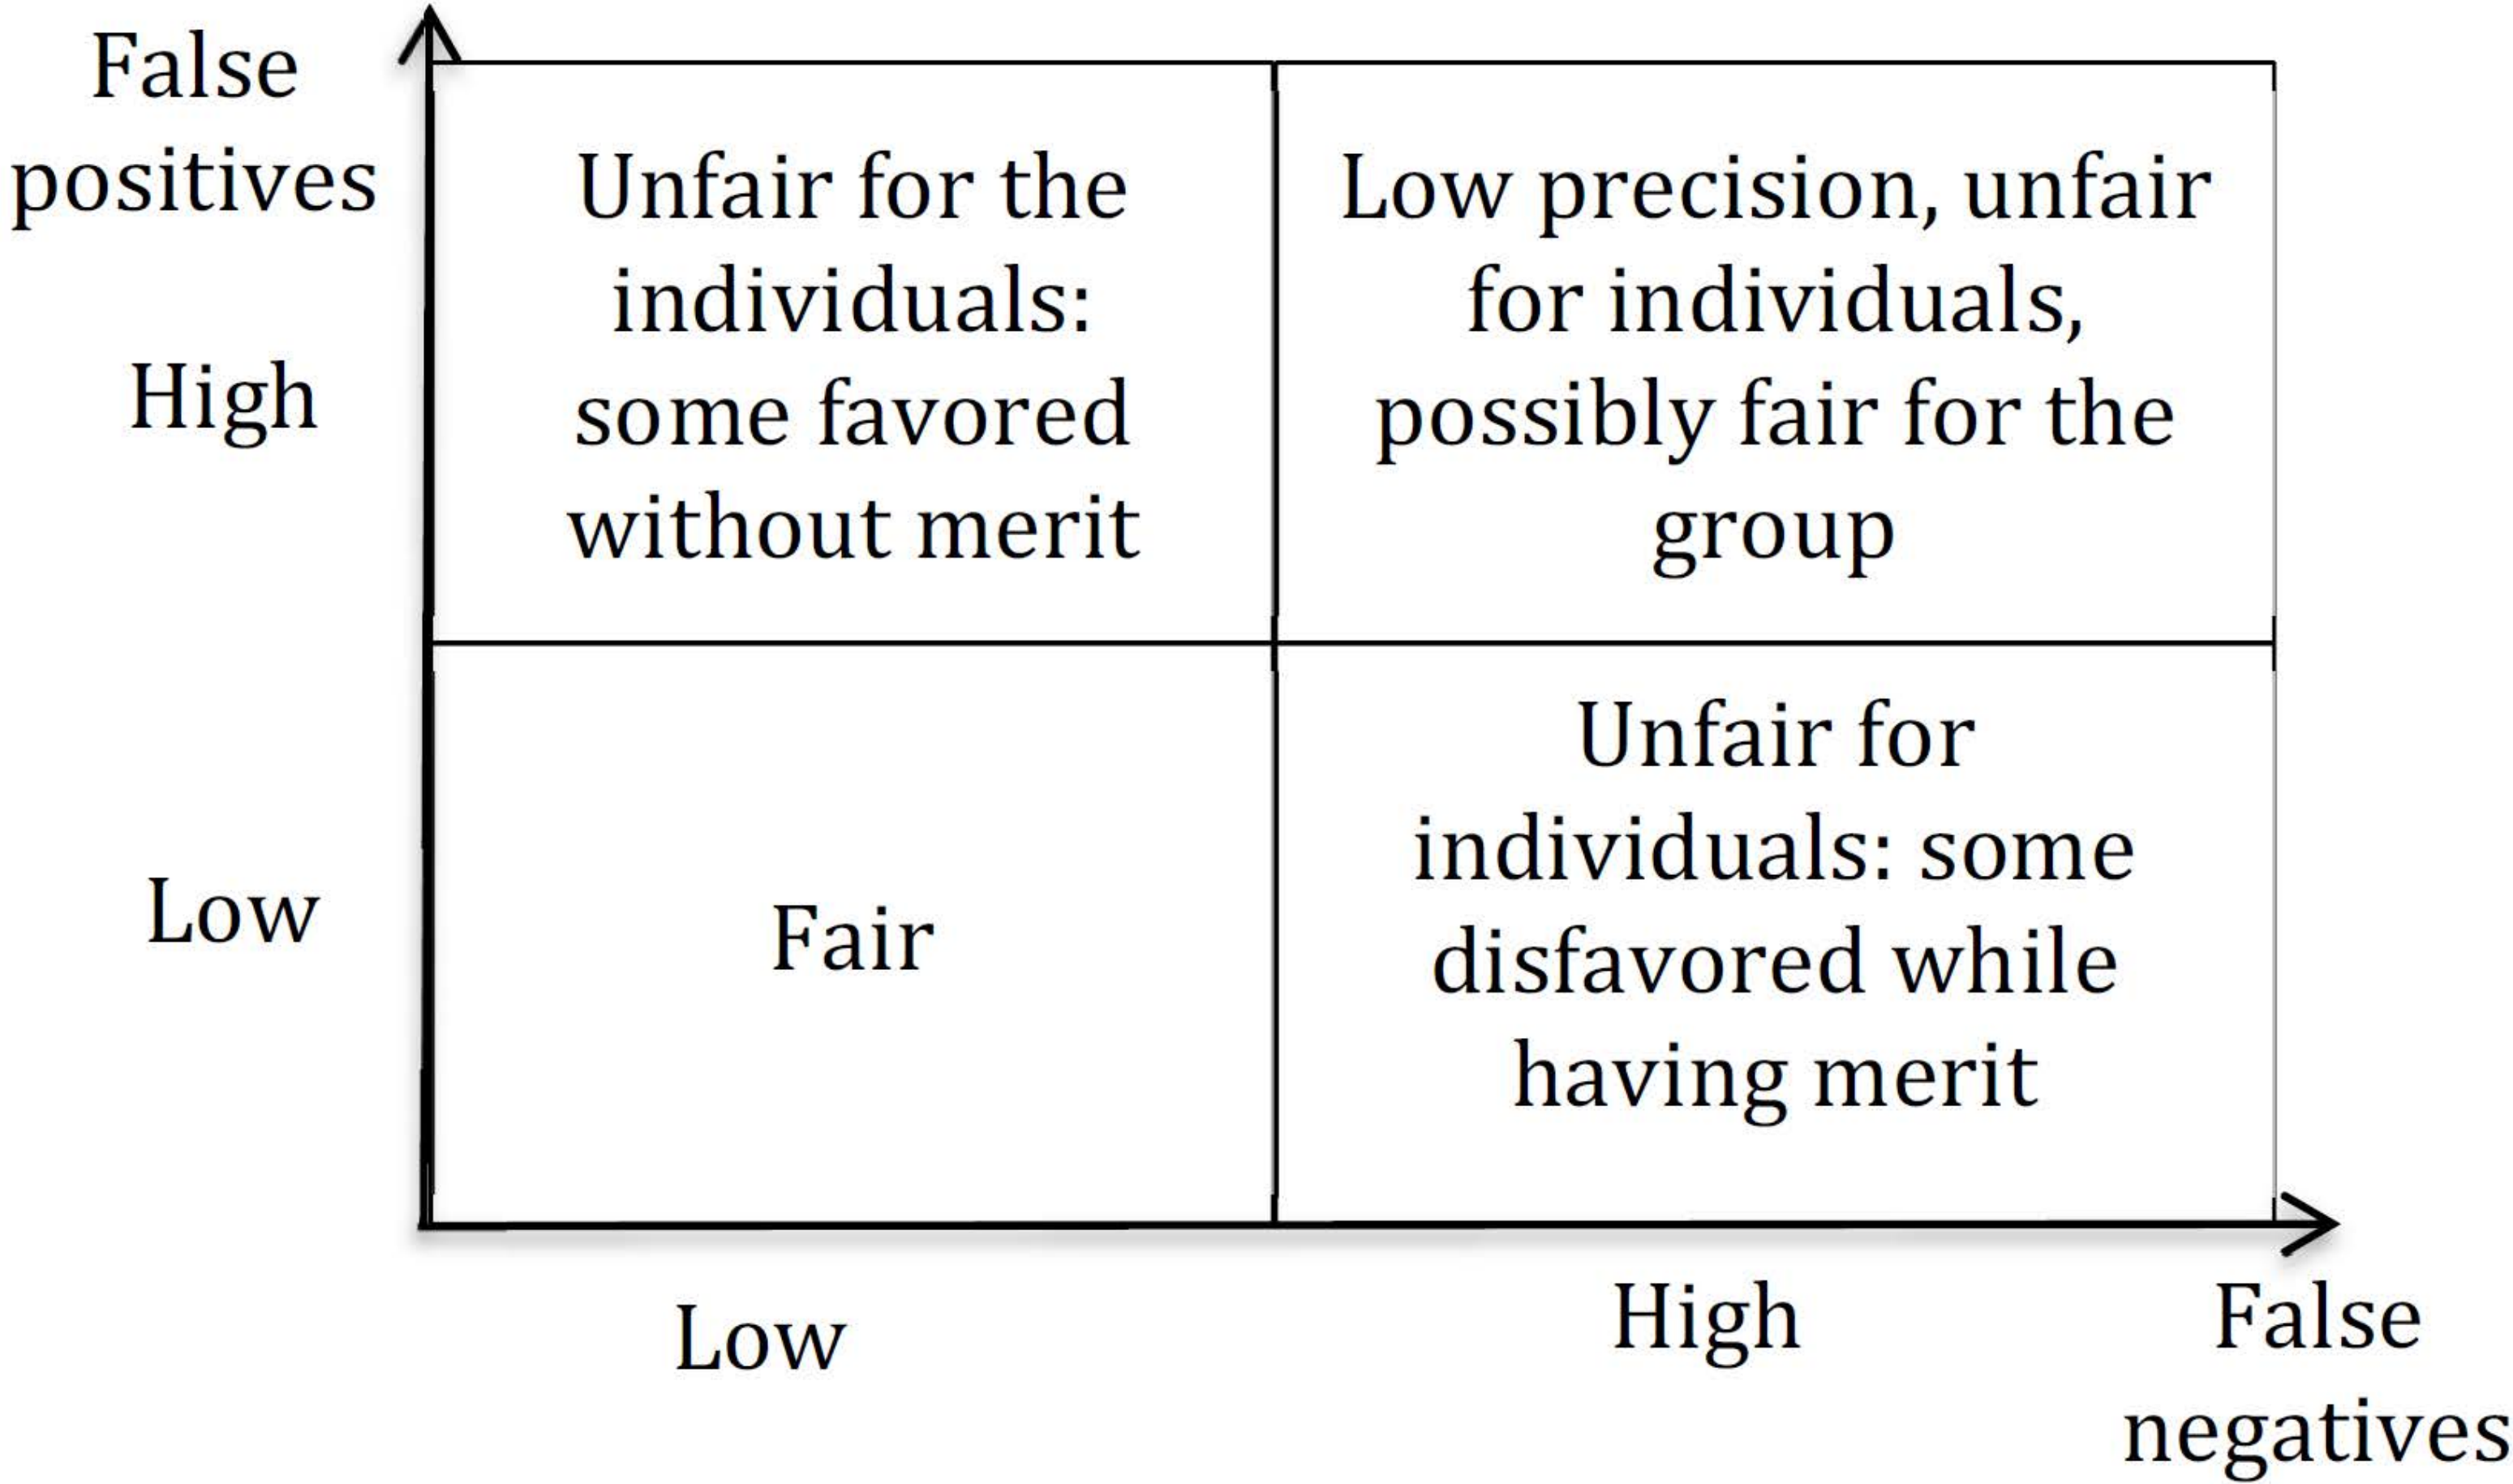 False
positives
High
Low
Unfair for the
individuals:
some favored
without merit
Low precision, unfair
for individuals,
possibly fair for the
group
Fair
Unfair for
individuals: some
disfavored while
having merit
Low
High
False
negatives